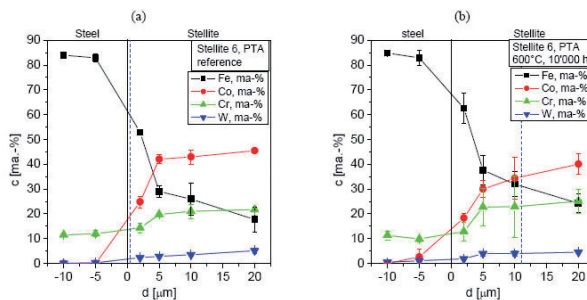 (a)
Steel
Stellite
Stellite 6, PTA
reference
Fe, ma-%
Co, ma-%
Cr, ma-%
W, ma-%
c [ma.-%]
90
80
70
60
50
40
30
20
10
0
-10 -5 0 5 10 15 20
d [µm]
(b)
steel
Stellite
Stellite 6, PTA
600°C, 10'000 h
Fe, ma-%
Co, ma-%
Cr, ma-%
W, ma-%
c [ma.-%]
90
80
70
60
50
40
30
20
10
0
-10 -5 0 5 10 15 20
d [µm]